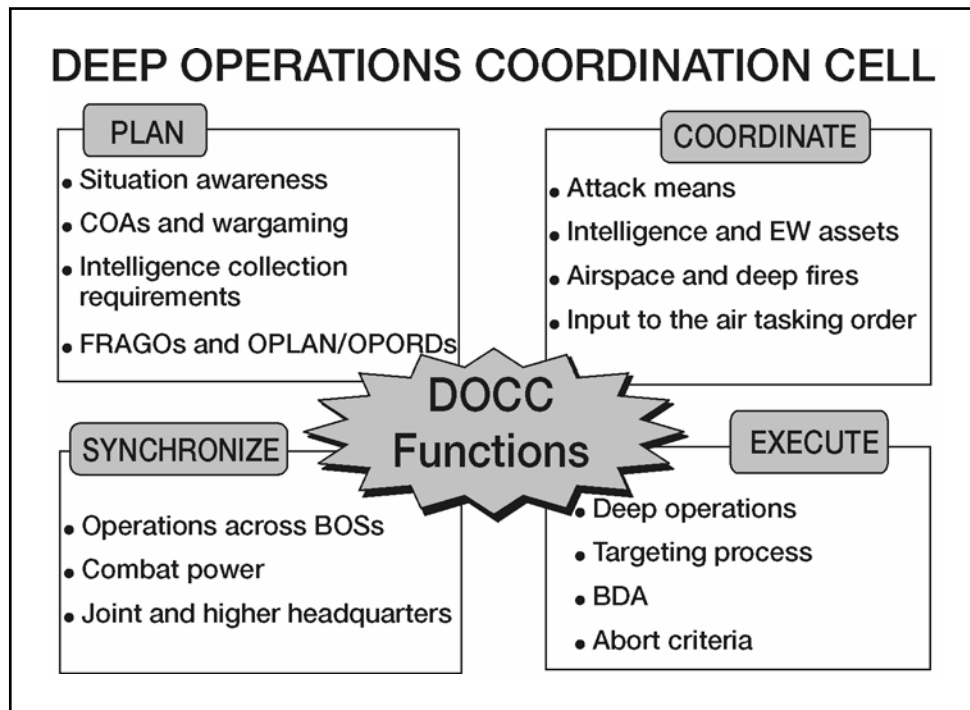 DEEP OPERATIONS COORDINATION CELL
PLAN
• Situation awareness
• COAs and wargaming
• Intelligence collection
requirements
• FRAGOs and OPLAN/OPORDs
COORDINATE
• Attack means
• Intelligence and EW assets
• Airspace and deep fires
• Input to the air tasking order
DOCC
Functions
SYNCHRONIZE
• Operations across BOSs
• Combat power
• Joint and higher headquarters
EXECUTE
• Deep operations
• Targeting process
• BDA
• Abort criteria